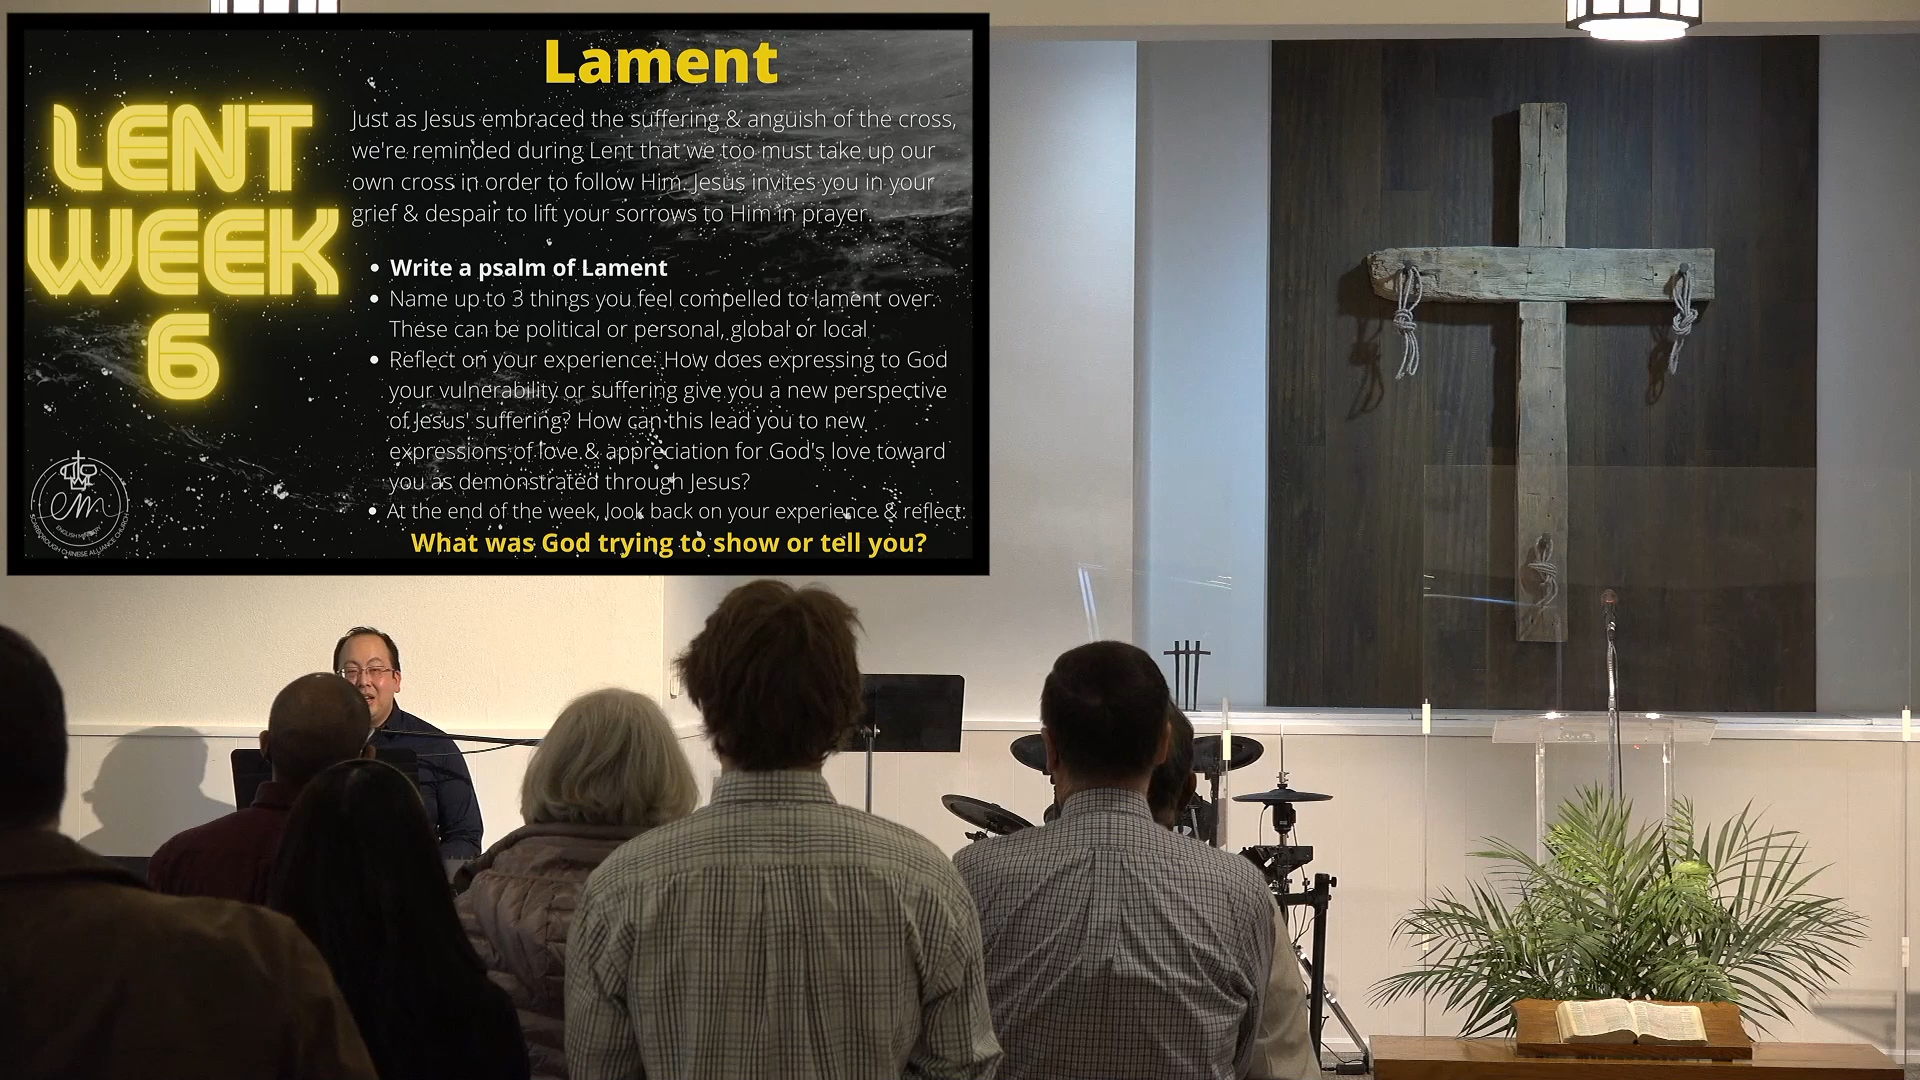 Lament
LENT
WEEK
6
Just as Jesus embraced the suffering & anguish of the cross,
we're reminded during Lent that we too must take up our
own cross in order to follow Him. Jesus invites you in your
grief & despair to lift your sorrows to Him in prayer.
• Write a psalm of Lament
• Name up to 3 things you feel compelled to lament over.
These can be political or personal, global or local.
• Reflect on your experience: How does expressing to God
your vulnerability or suffering give you a new perspective
of Jesus' suffering? How can this lead you to new
expressions of love & appreciation for God's love toward
you as demonstrated through Jesus?
• At the end of the week, look back on your experience & reflect:
What was God trying to show or tell you?
em
ENGLISH MINISTRY
SCARBOROUGH CHINESE ALLIANCE CHURCH